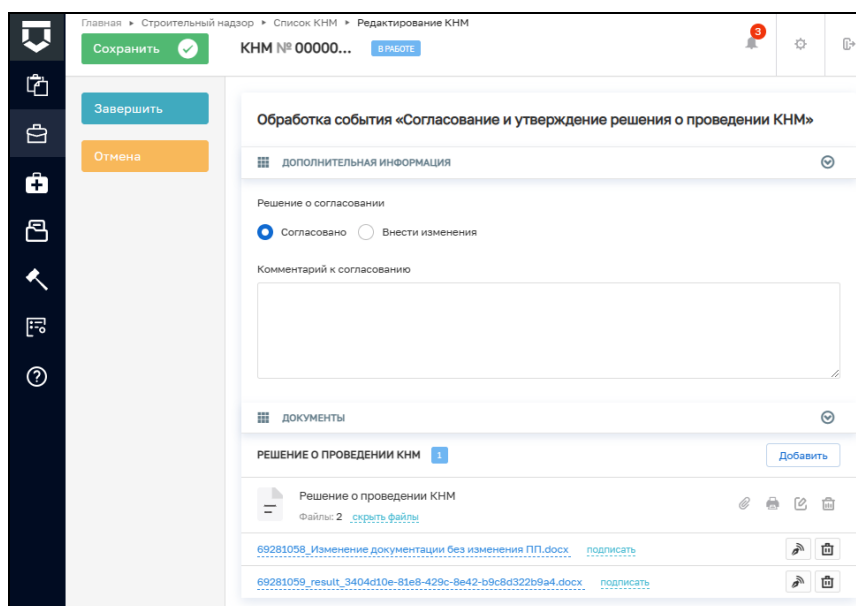 Главная ▸ Строительный надзор ▸ Список КНМ ▸ Редактирование КНМ
Сохранить
КНМ № 00000...
В РАБОТЕ
3
Завершить
Отмена
Обработка события «Согласование и утверждение решения о проведении КНМ»
ДОПОЛНИТЕЛЬНАЯ ИНФОРМАЦИЯ
Решение о согласовании
Согласовано Внести изменения
Комментарий к согласованию
ДОКУМЕНТЫ
РЕШЕНИЕ О ПРОВЕДЕНИИ КНМ 1 Добавить
Решение о проведении КНМ
Файлы: 2 скрыть файлы
69281058_Изменение документации без изменения ПП.docx подписать
69281059_result_3404d10e-81e8-429c-8e42-b9c8d322b9a4.docx подписать